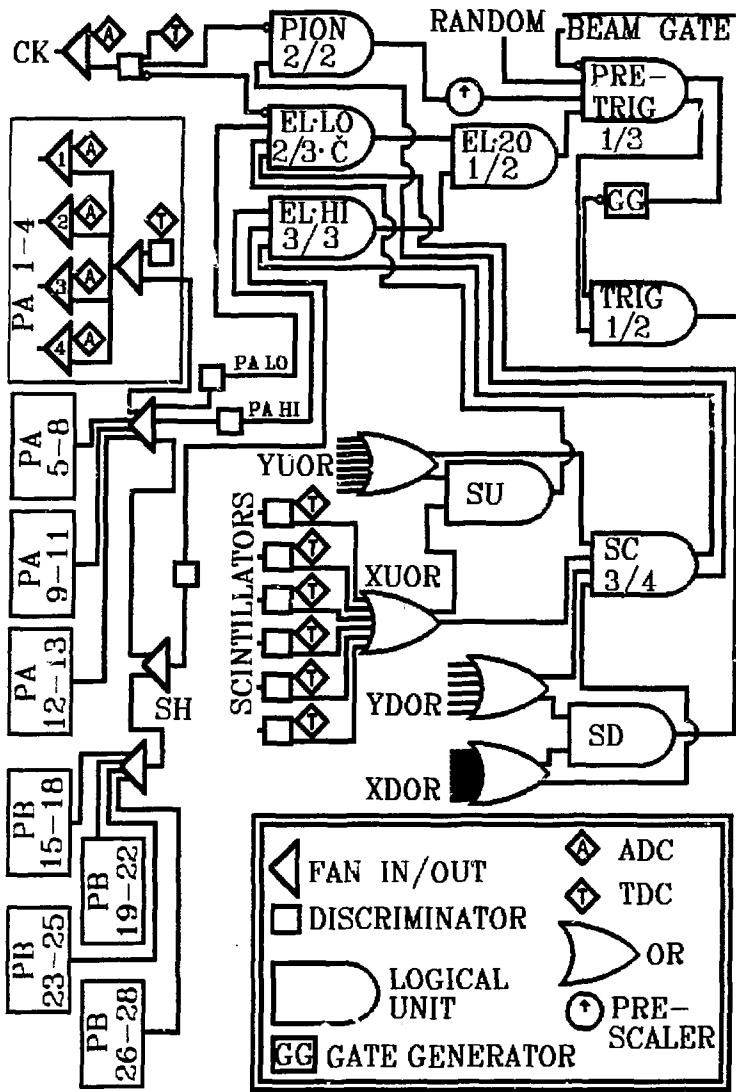 CK
A
T
PION
2/2
RANDOM
BEAM GATE
PRE-
TRIG
1/3
EL·LO
2/3·Č
EL·20
1/2
EL·HI
3/3
GG
TRIG
1/2
PA 1-4
1
A
2
A
3
A
4
A
T
PA LO
PA HI
PA
5-8
PA
9-11
PA
12-13
SH
PB
15-18
PB
19-22
PB
23-25
PB
26-28
YUOR
SU
SCINTILLATORS
T
T
T
T
T
T
XUOR
SC
3/4
YDOR
SD
XDOR
FAN IN/OUT
DISCRIMINATOR
LOGICAL
UNIT
GG GATE GENERATOR
A ADC
T TDC
OR
PRE-
SCALER